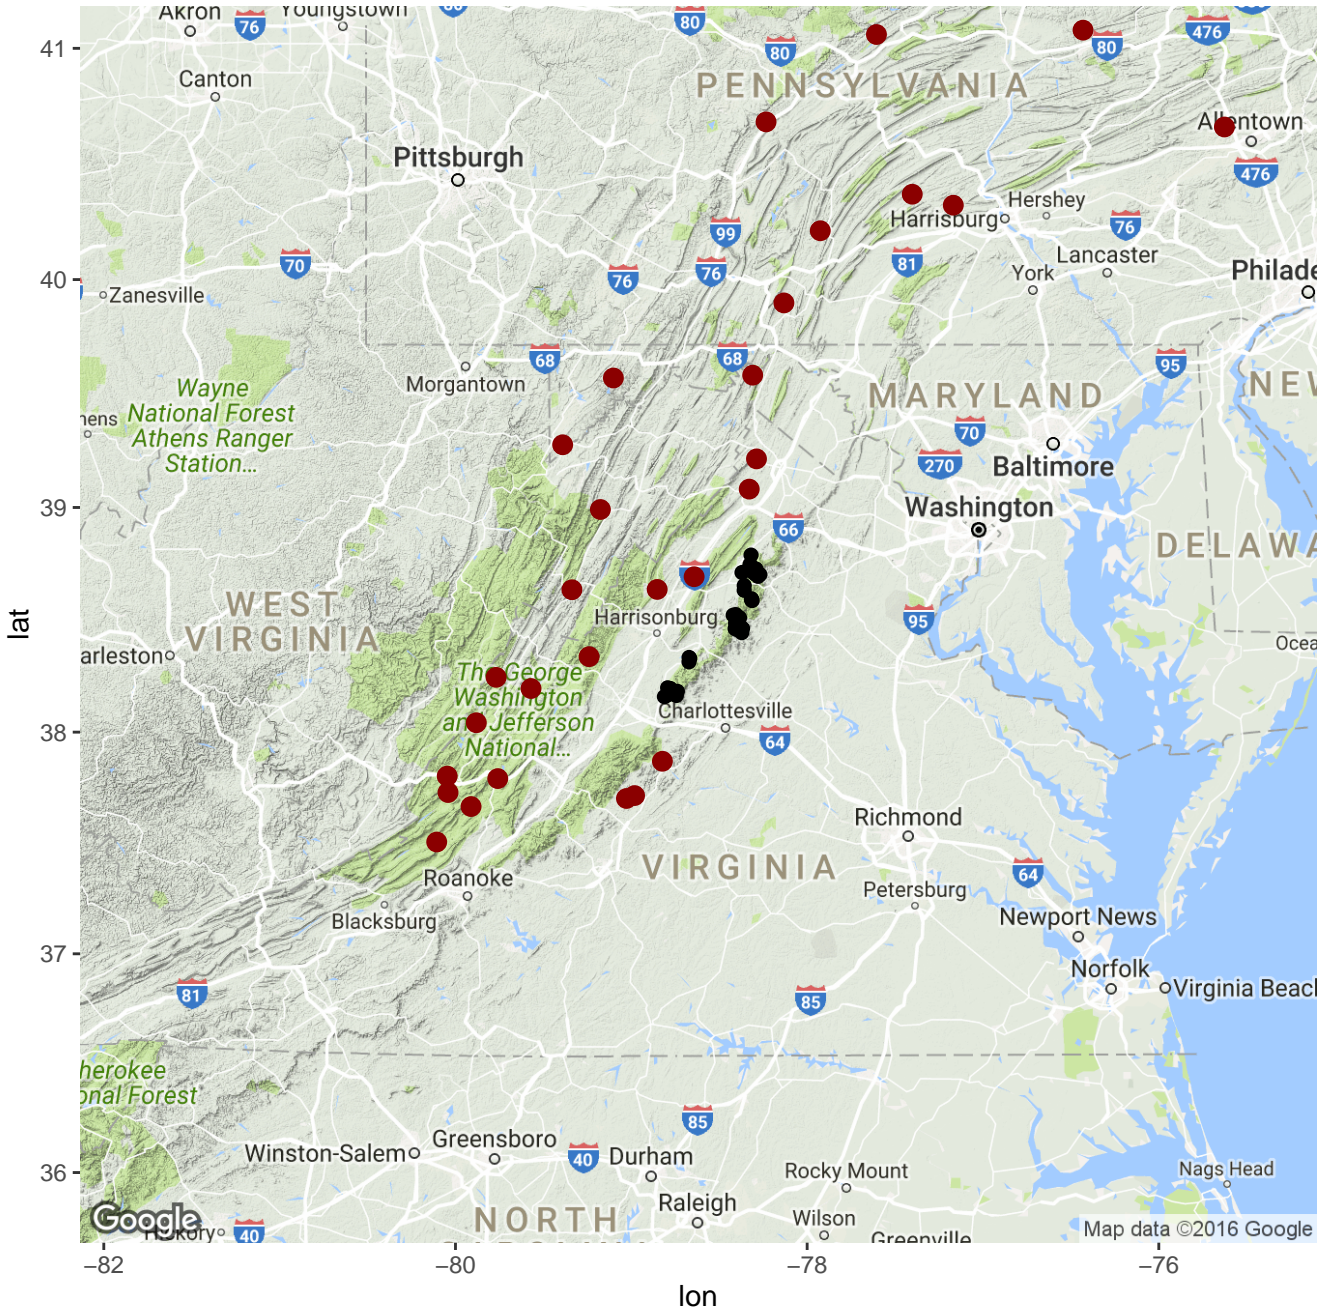 Akron
Youngstown
76
80
80
80
476
41
Canton
PENNSYLVANIA
Allentown
Pittsburgh
476
Hershey
Harrisburg
99
76
81
Lancaster
70
76
76
York
40
Zanesville
Philade
68
68
95
Morgantown
Wayne
National Forest
Athens Ranger
Station...
MARYLAND
NEW
hens
70
270
Baltimore
39
Washington
66
DELAWA
WEST
VIRGINIA
Harrisonburg
95
arleston
Ocea
The George
Washington
and Jefferson
National...
lat
38
Charlottesville
64
Richmond
VIRGINIA
64
Roanoke
Petersburg
Blacksburg
Newport News
37
Norfolk
81
85
Virginia Beach
herokee
onal Forest
85
36
Winston-Salem
Greensboro
40
Durham
Rocky Mount
Nags Head
Raleigh
Google
Hickory
40
NORTH
Wilson
Greenville
Map data ©2016 Google
−82
−80
−78
−76
lon